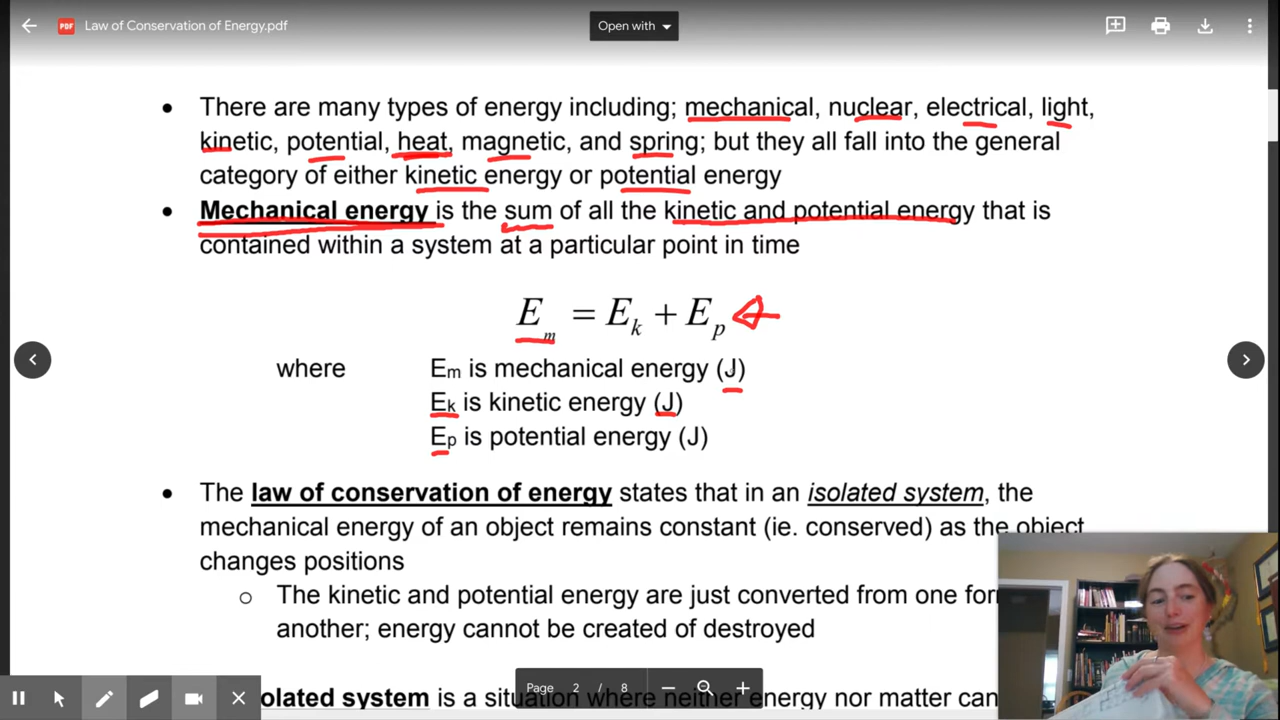 Law of Conservation of Energy.pdf
Open with
• There are many types of energy including; mechanical, nuclear, electrical, light,
kinetic, potential, heat, magnetic, and spring; but they all fall into the general
category of either kinetic energy or potential energy
• Mechanical energy is the sum of all the kinetic and potential energy that is
contained within a system at a particular point in time
Em = Ek + Ep
where Em is mechanical energy (J)
Ek is kinetic energy (J)
Ep is potential energy (J)
• The law of conservation of energy states that in an isolated system, the
mechanical energy of an object remains constant (ie. conserved) as the object
changes positions
o The kinetic and potential energy are just converted from one for
another; energy cannot be created of destroyed
Page 2 / 8
olated system is a situation where neither energy nor matter can